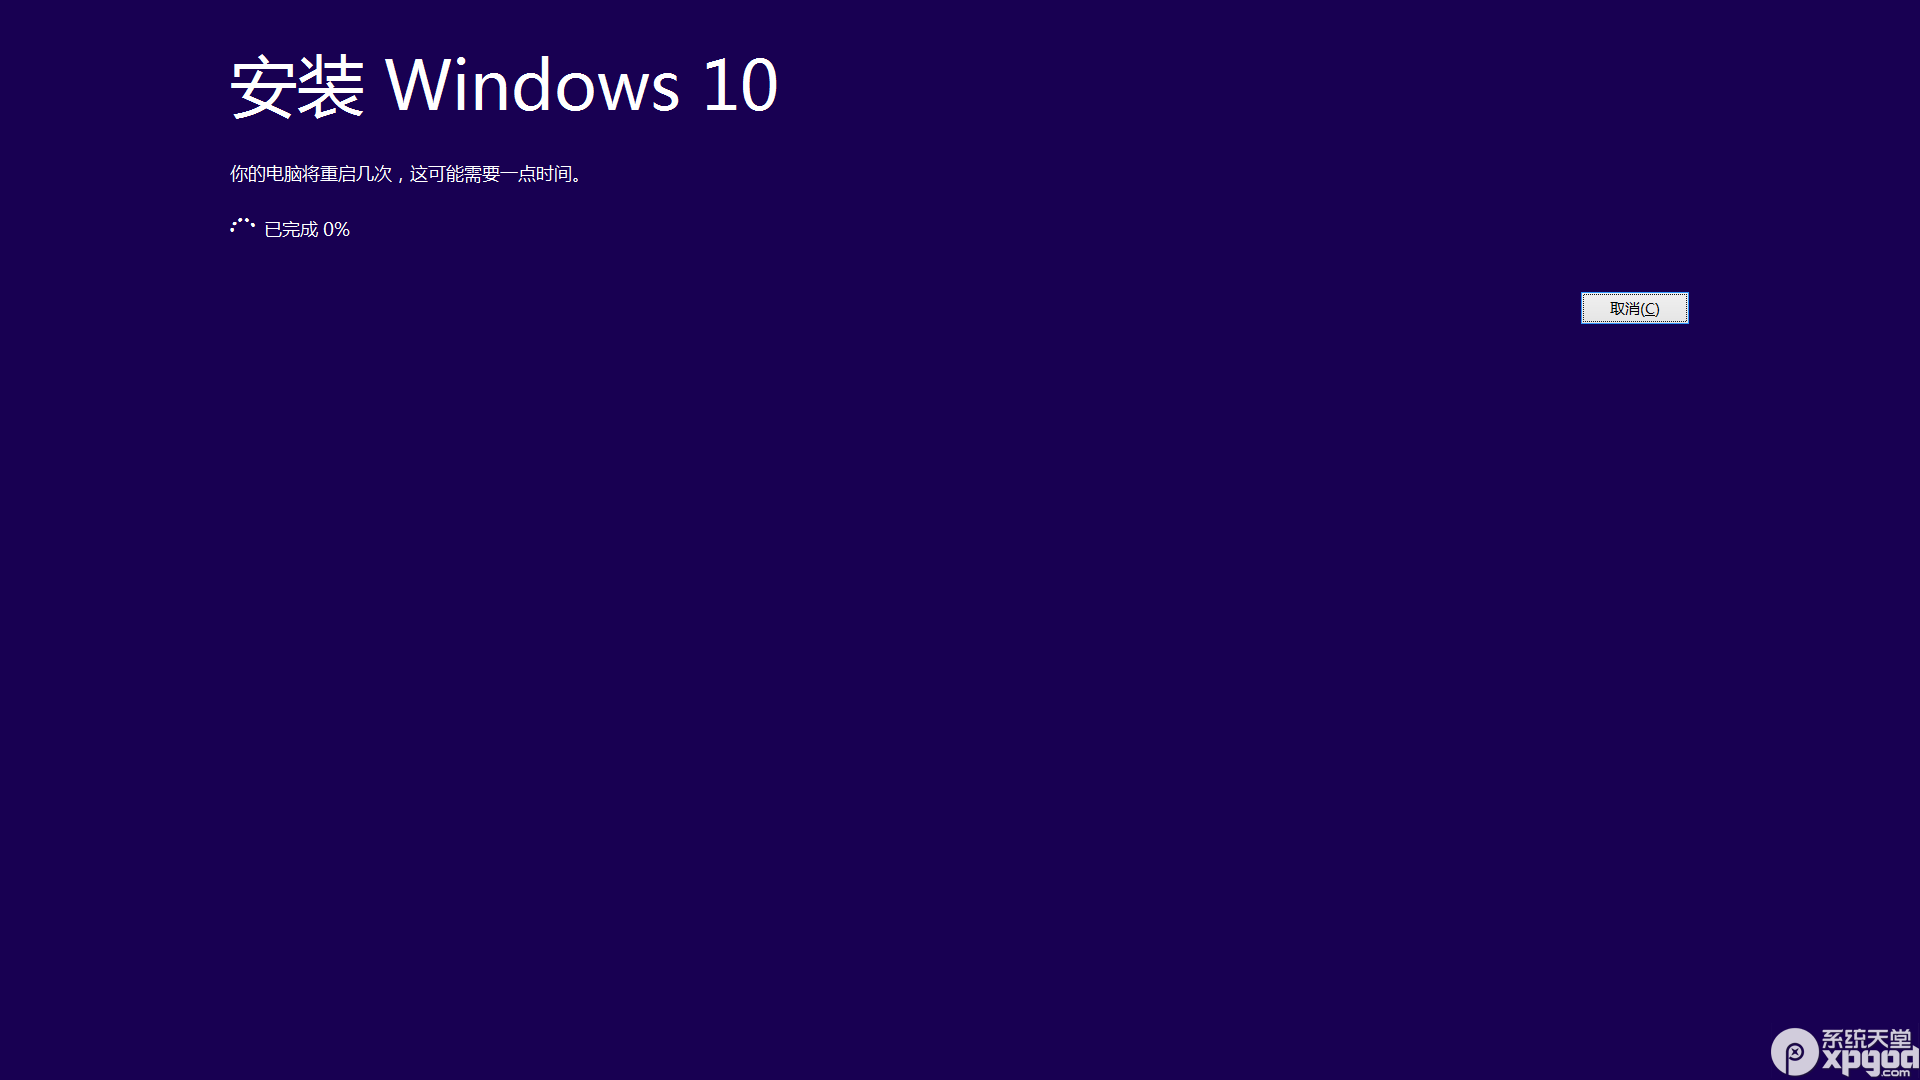 安装 Windows 10
你的电脑将重启几次，这可能需要一点时间。
已完成 0%
取消(C)
系统天堂
xpgod
.com